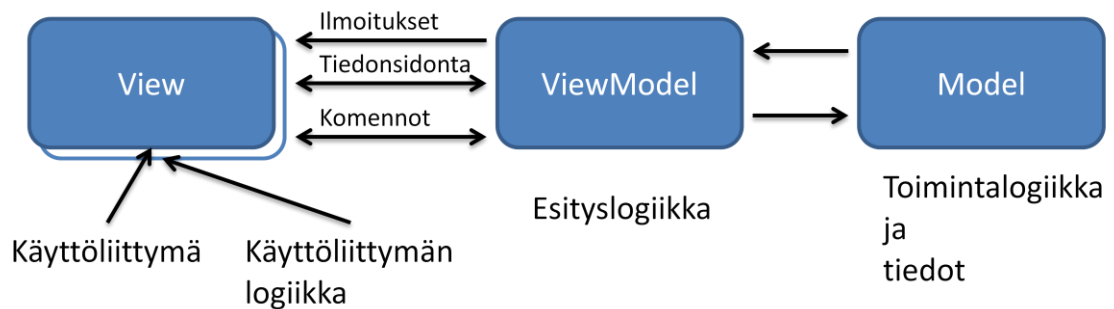 Ilmoitukset
View
Tiedonsidonta
ViewModel
Model
Komennot
Esityslogiikka
Toimintalogiikka
ja
tiedot
Käyttöliittymä
Käyttöliittymän
logiikka